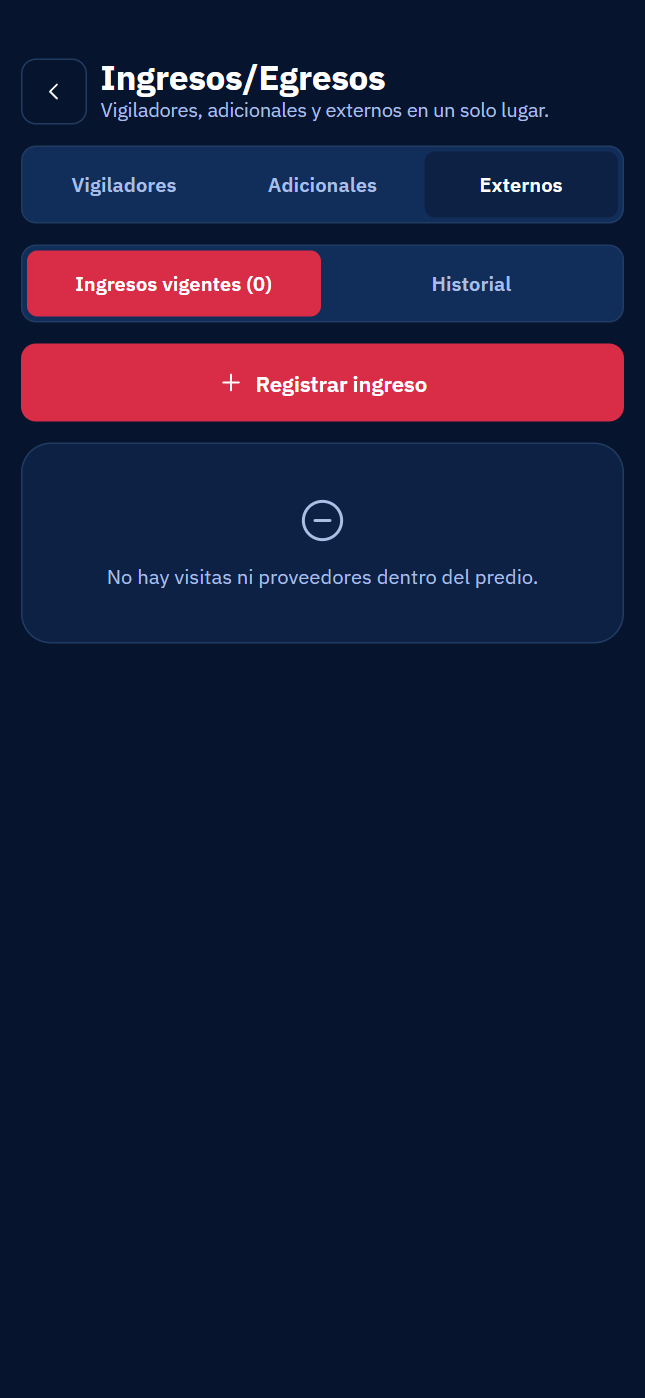 Ingresos/Egresos
Vigiladores, adicionales y externos en un solo lugar.
Vigiladores Adicionales Externos
Ingresos vigentes (0) Historial
Registrar ingreso
No hay visitas ni proveedores dentro del predio.